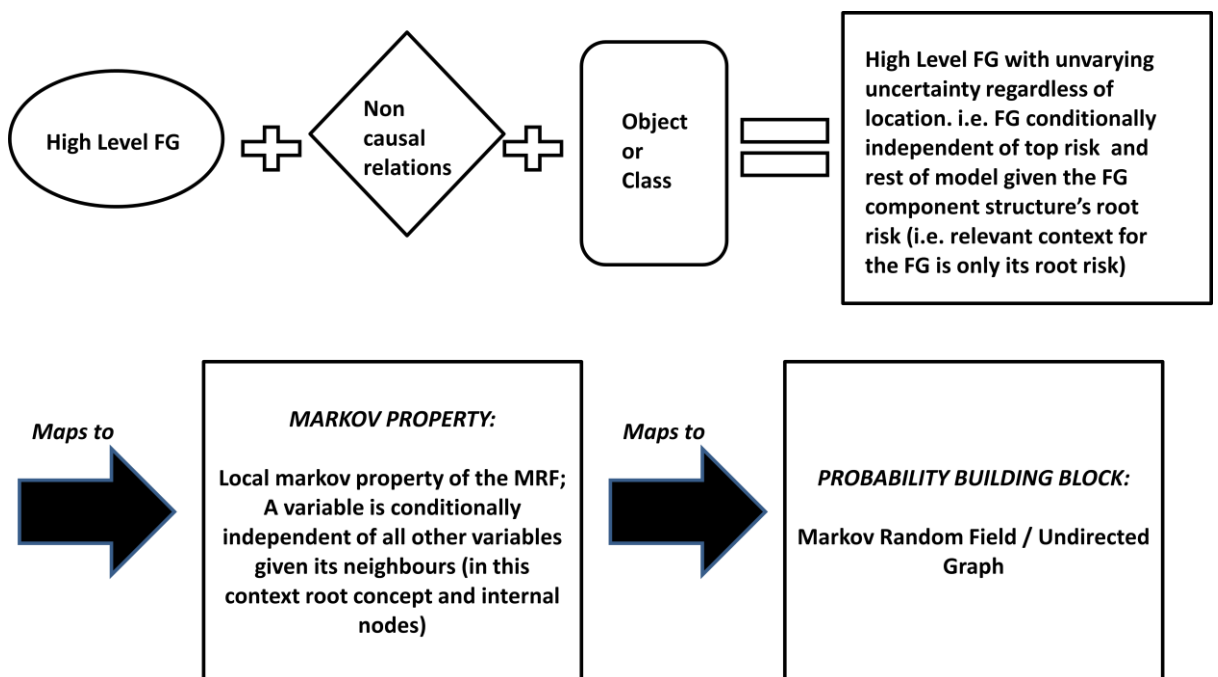 High Level FG
Non
causal
relations
Object
or
Class
High Level FG with unvarying
uncertainty regardless of
location. i.e. FG conditionally
independent of top risk and
rest of model given the FG
component structure's root
risk (i.e. relevant context for
the FG is only its root risk)
Maps to
MARKOV PROPERTY:
Local markov property of the MRF;
A variable is conditionally
independent of all other variables
given its neighbours (in this
context root concept and internal
nodes)
Maps to
PROBABILITY BUILDING BLOCK:
Markov Random Field / Undirected
Graph